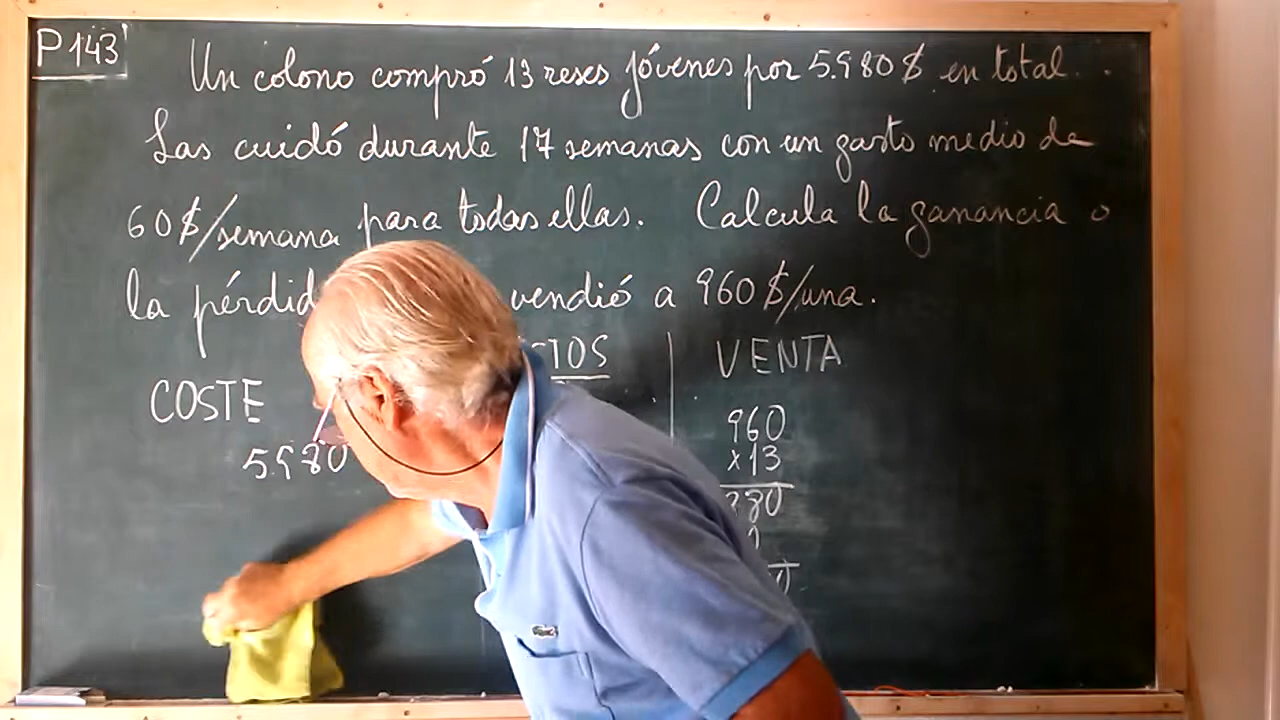 P143
Un colono compró 13 reses jóvenes por 5.980$ en total.
Las cuidó durante 17 semanas con un gasto medio de
60$/semana para todas ellas. Calcula la ganancia o
la vendió a 960$/una.
COSTE VENTA
5.980
960
x13